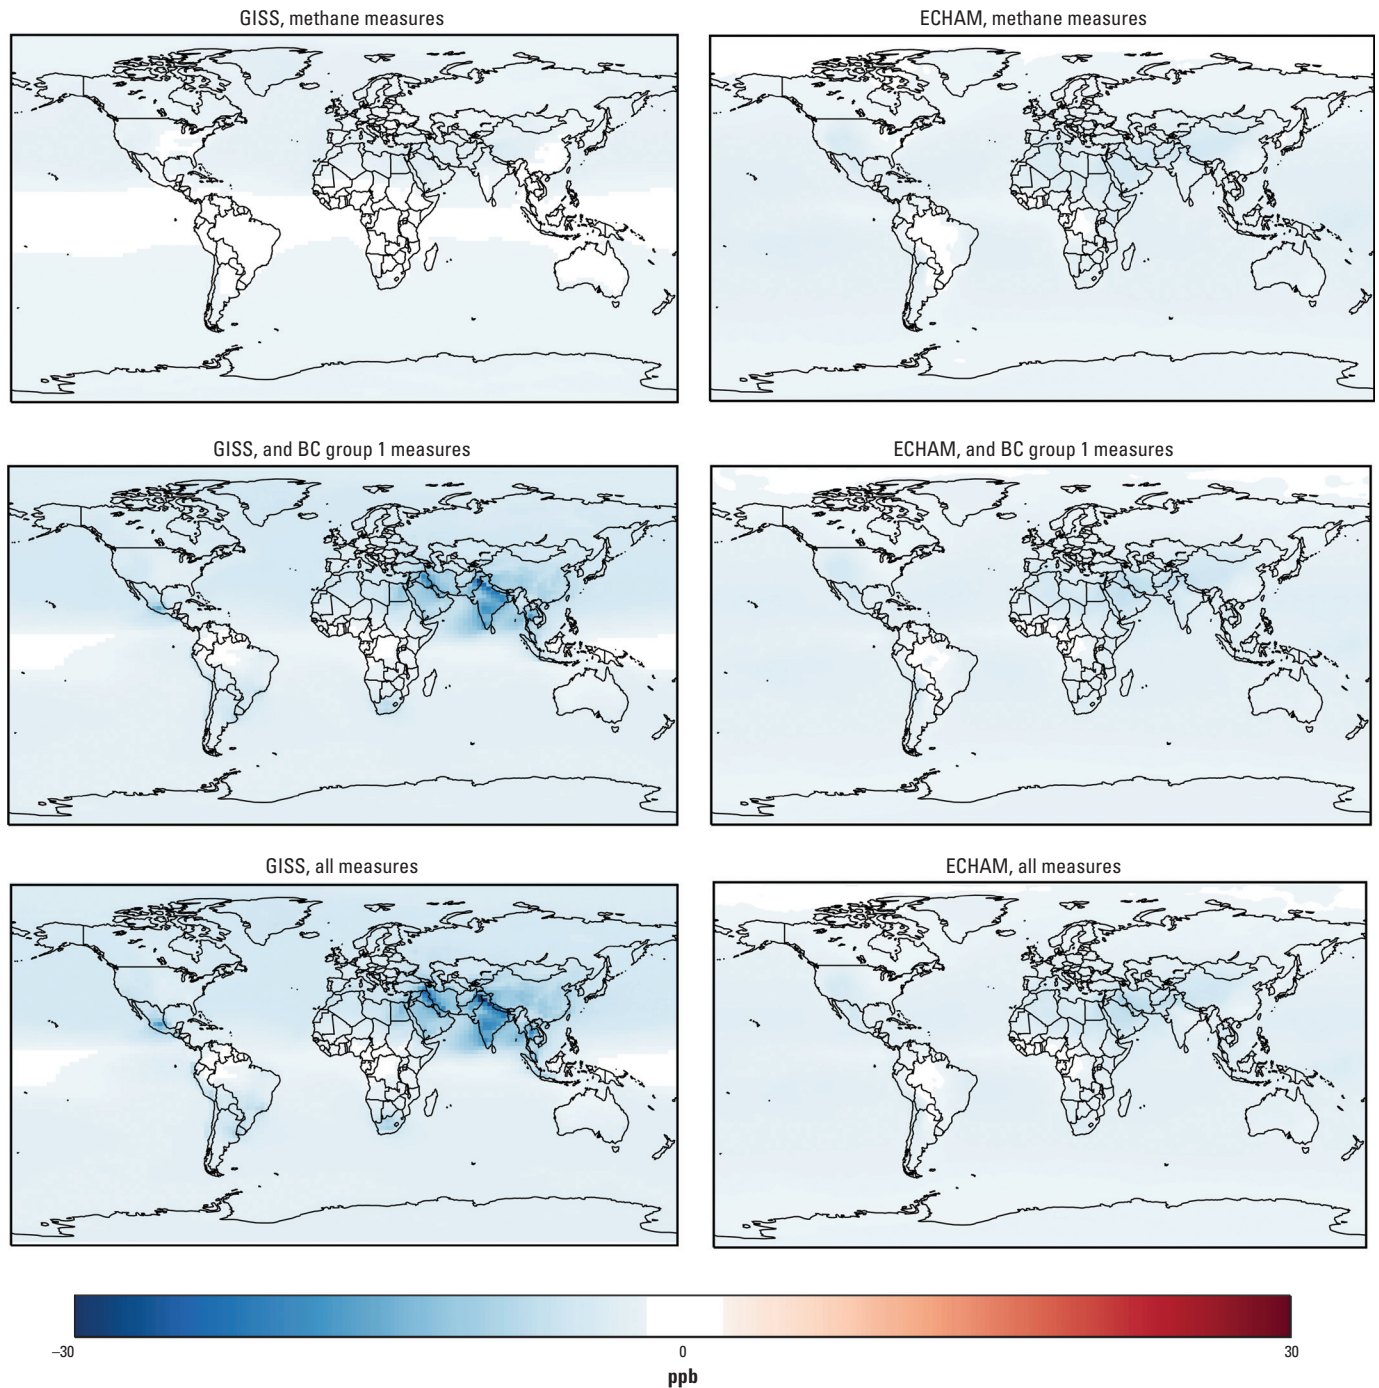 GISS, methane measures
ECHAM, methane measures
GISS, and BC group 1 measures
ECHAM, and BC group 1 measures
GISS, all measures
ECHAM, all measures
–30
0
30
ppb